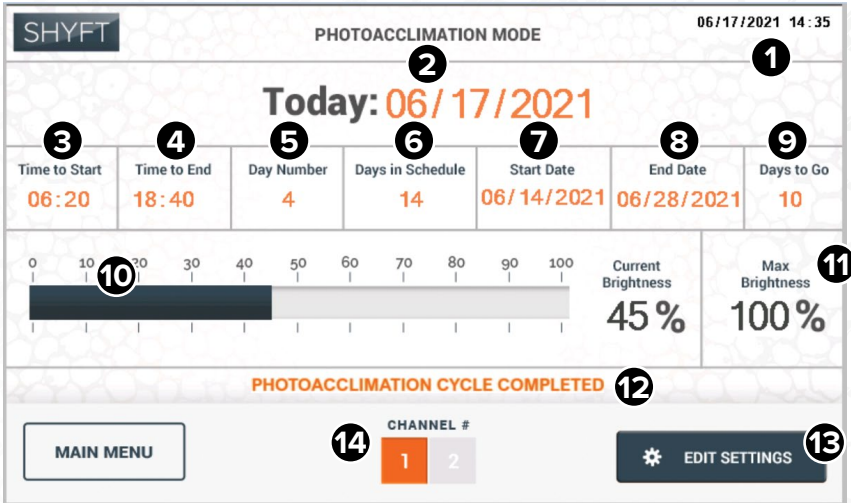 SHYFT
PHOTOACCLIMATION MODE
06/17/2021 14:35
1
2
Today: 06/17/2021
3 4 5 6 7 8 9
Time to Start Time to End Day Number Days in Schedule Start Date End Date Days to Go
06:20 18:40 4 14 06/14/2021 06/28/2021 10
0 10 20 30 40 50 60 70 80 90 100
10
Current Brightness
45%
Max Brightness
100%
11
PHOTOACCLIMATION CYCLE COMPLETED 12
MAIN MENU
14
CHANNEL #
1 2
EDIT SETTINGS 13